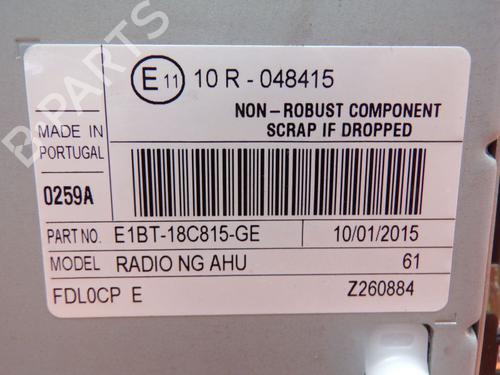 E 11 10 R - 048415
NON-ROBUST COMPONENT
SCRAP IF DROPPED
MADE IN
PORTUGAL
0259A
PART NO. E1BT-18C815-GE 10/01/2015
MODEL RADIO NG AHU 61
FDL0CP E Z260884
B-PARTS